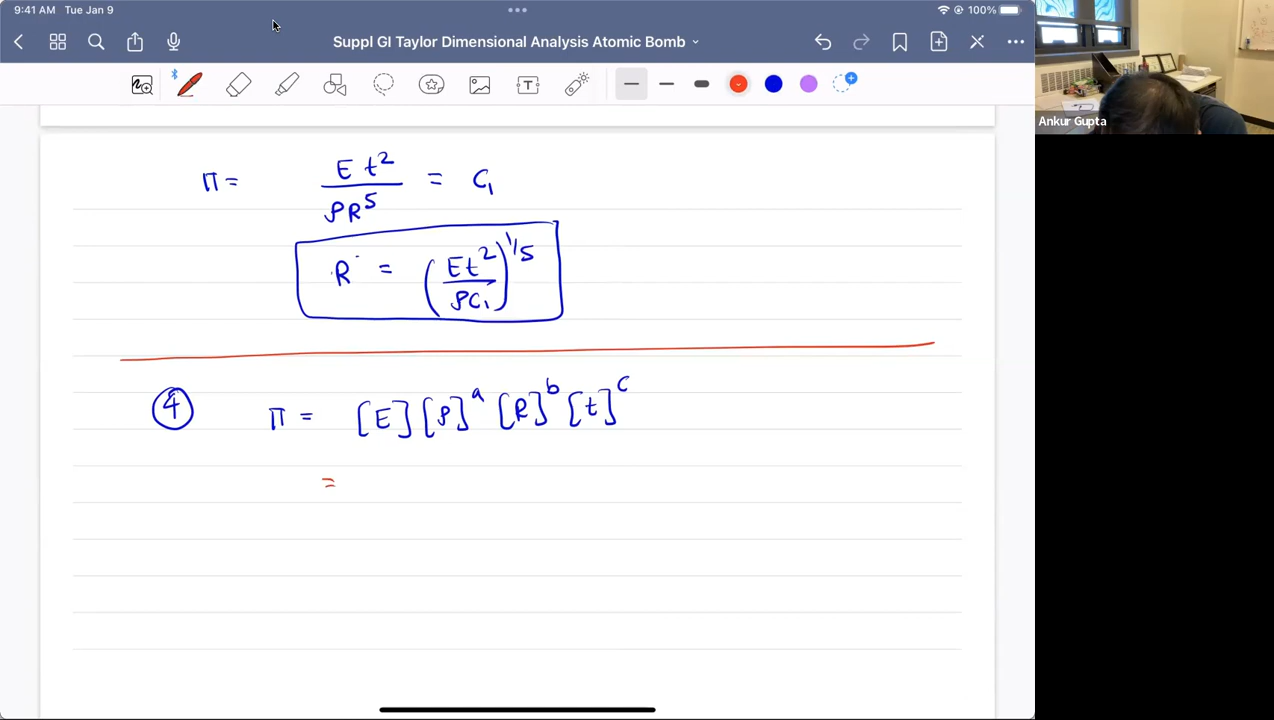 9:41 AM Tue Jan 9
100%
Suppl GI Taylor Dimensional Analysis Atomic Bomb
Ankur Gupta
Π = E t² / ρR⁵ = C₁
R = (Et² / ρC₁)^1/5
④ Π = [E][ρ]ᵃ [R]ᵇ [t]ᶜ
=